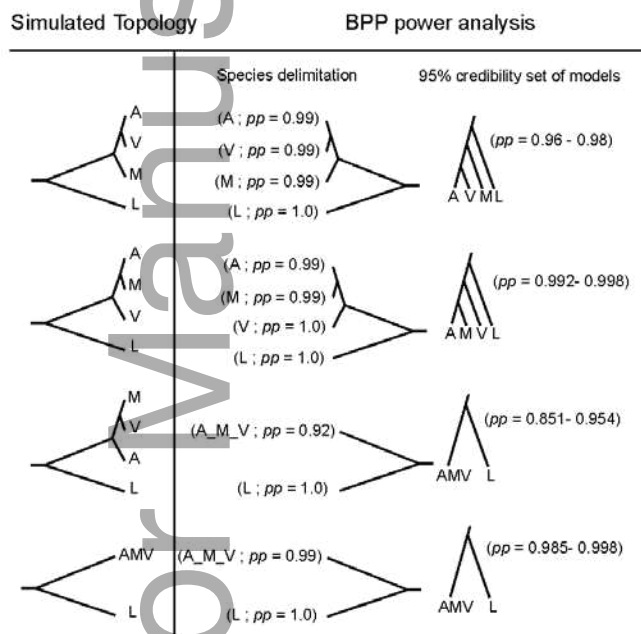 Simulated Topology BPP power analysis
Species delimitation 95% credibility set of models
A
V
M
L
(A ; pp = 0.99)
(V ; pp = 0.99)
(M ; pp = 0.99)
(L ; pp = 1.0)
(pp = 0.96 - 0.98)
A V M L
A
M
V
L
(A ; pp = 0.99)
(M ; pp = 0.99)
(V ; pp = 1.0)
(L ; pp = 1.0)
(pp = 0.992- 0.998)
A M V L
M
V
A
L
(A_M_V ; pp = 0.92)
(L ; pp = 1.0)
(pp = 0.851- 0.954)
AMV L
AMV
L
(A_M_V ; pp = 0.99)
(L ; pp = 1.0)
(pp = 0.985- 0.998)
AMV L
or Manus